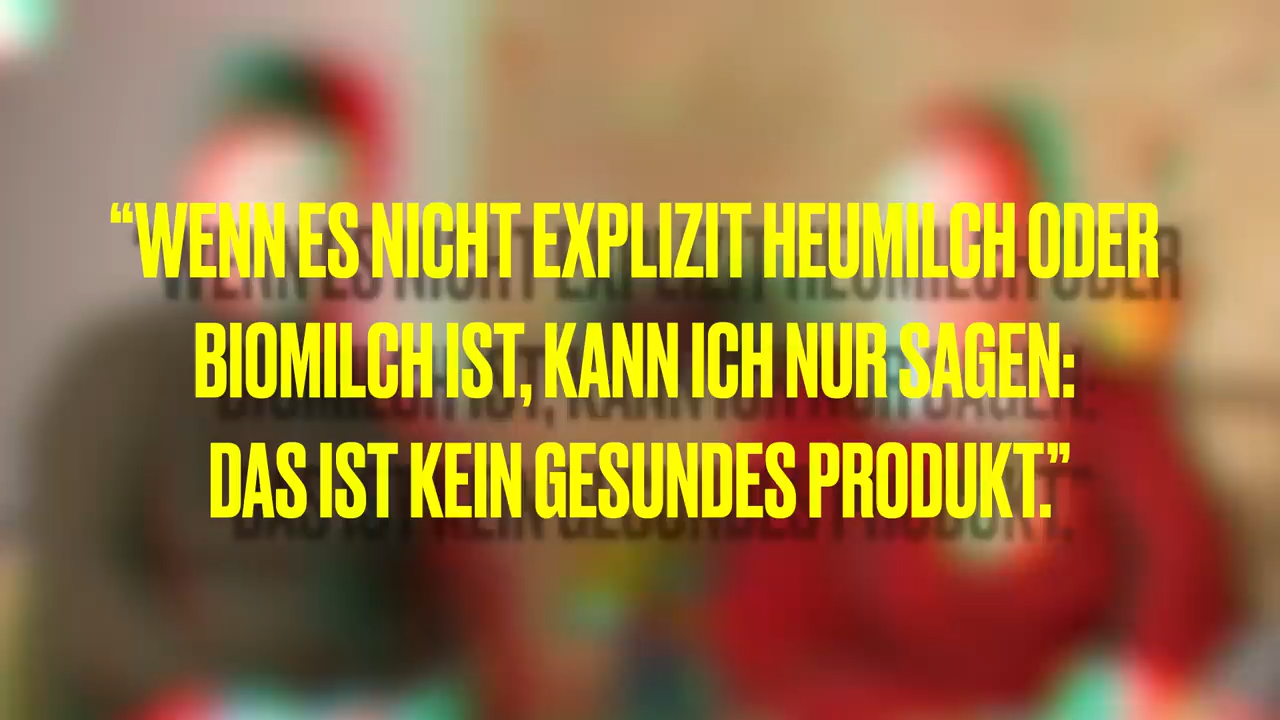 “WENN ES NICHT EXPLIZIT HEUMILCH ODER
BIOMILCH IST, KANN ICH NUR SAGEN:
DAS IST KEIN GESUNDES PRODUKT.”